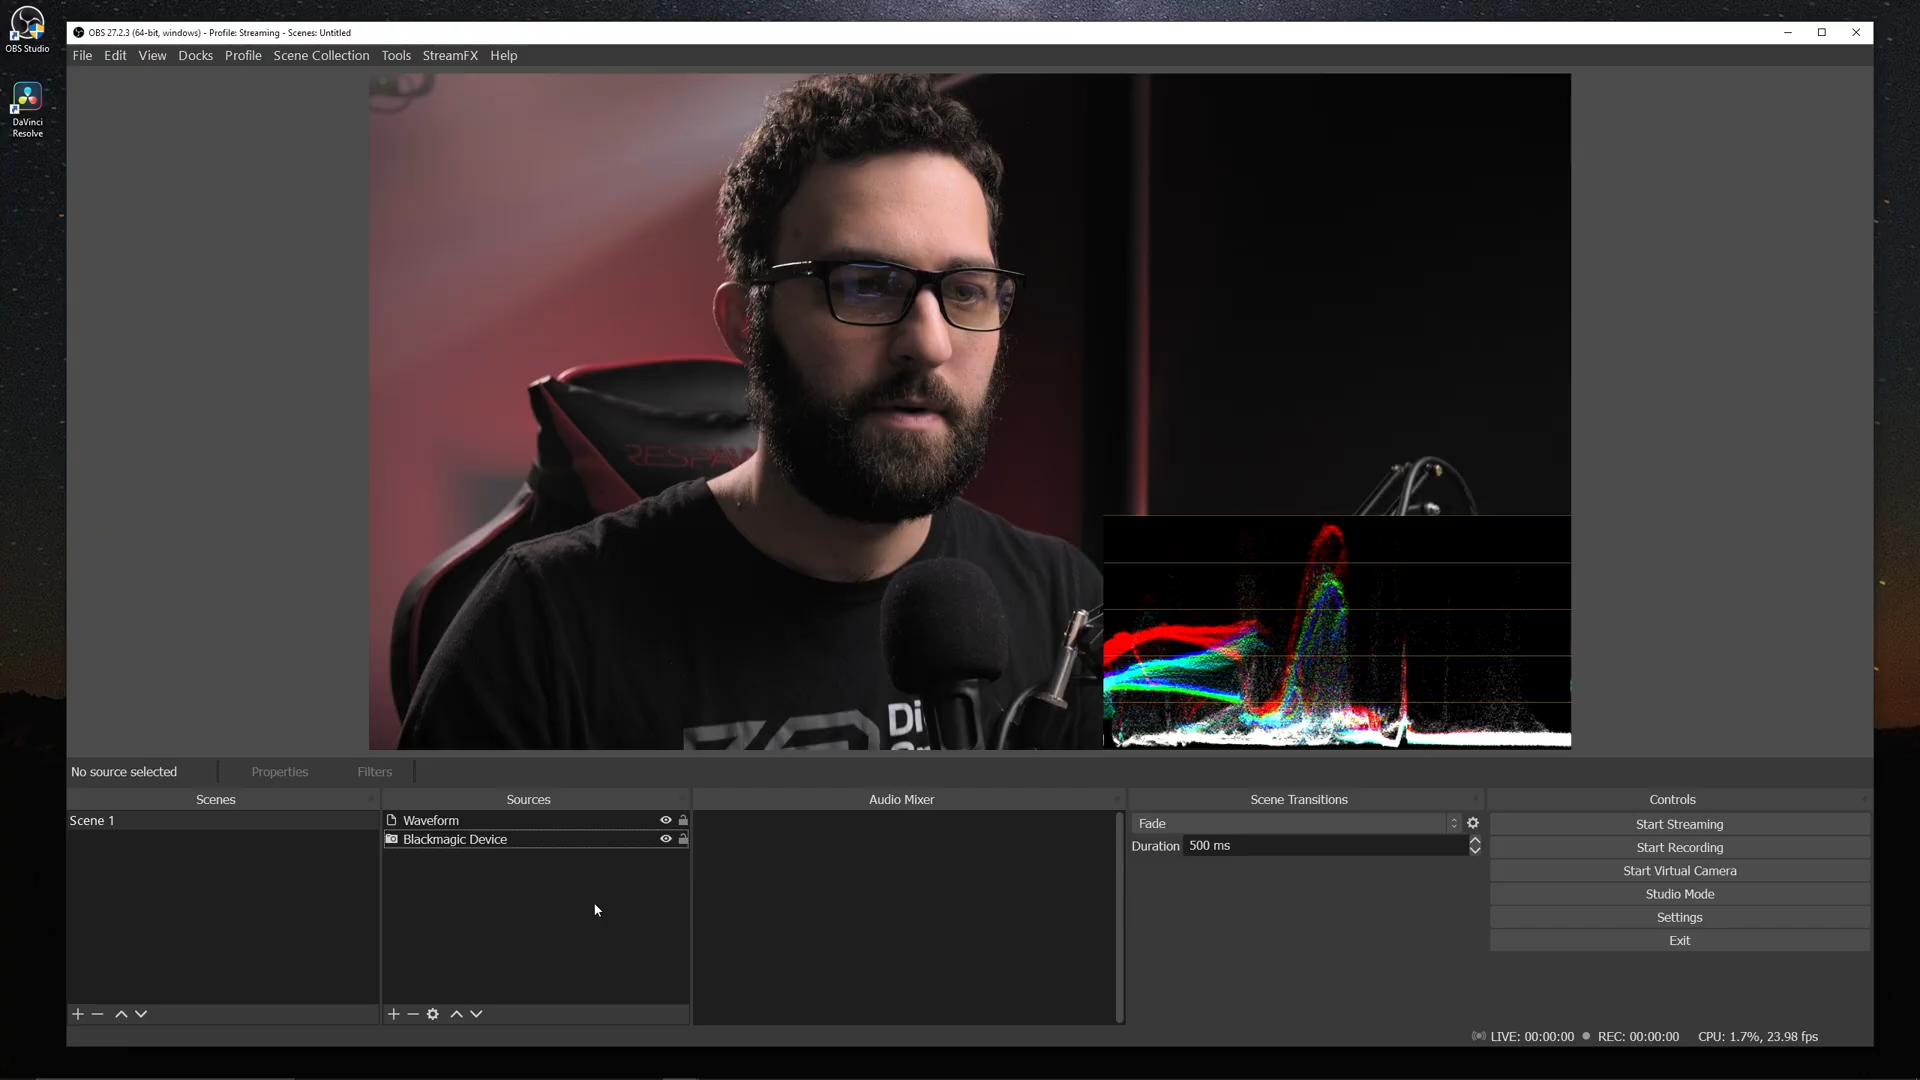 OBS Studio
DaVinci
Resolve
OBS 27.2.3 (64-bit, windows) - Profile: Streaming - Scenes: Untitled
File Edit View Docks Profile Scene Collection Tools StreamFX Help
No source selected Properties Filters
Scenes
Scene 1
Sources
Waveform
Blackmagic Device
Audio Mixer
Scene Transitions
Fade
Duration 500 ms
Controls
Start Streaming
Start Recording
Start Virtual Camera
Studio Mode
Settings
Exit
LIVE: 00:00:00 REC: 00:00:00 CPU: 1.7%, 23.98 fps